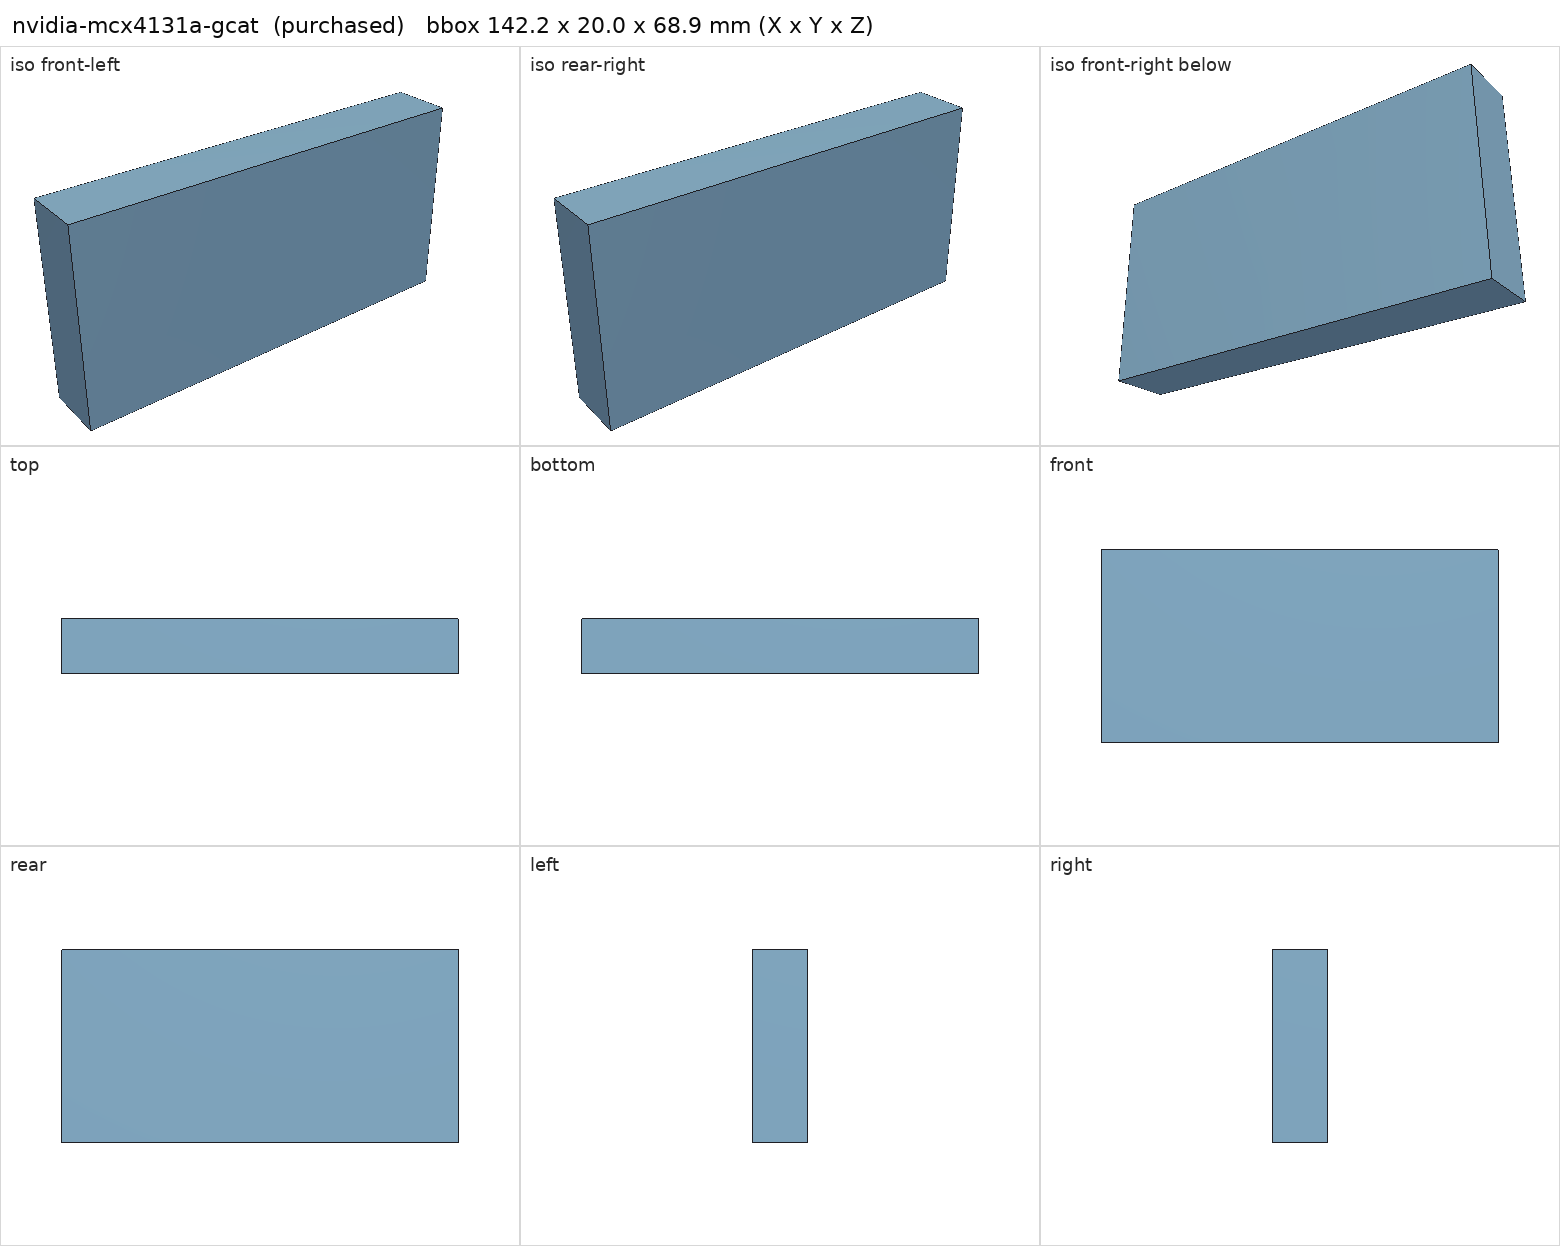 nvidia-mcx4131a-gcat (purchased) bbox 142.2 x 20.0 x 68.9 mm (X x Y x Z)
iso front-left
iso rear-right
iso front-right below
top
bottom
front
rear
left
right